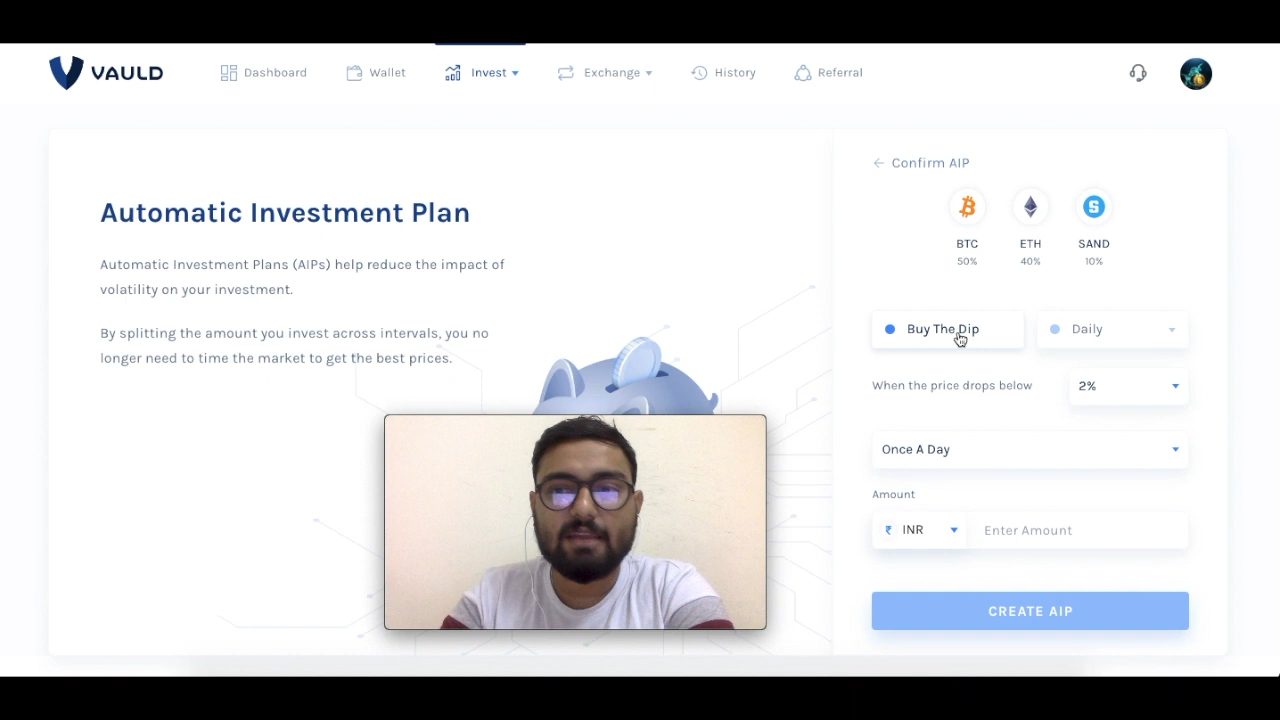 VAULD
Dashboard
Wallet
Invest
Exchange
History
Referral
Automatic Investment Plan
Automatic Investment Plans (AIPs) help reduce the impact of
volatility on your investment.
By splitting the amount you invest across intervals, you no
longer need to time the market to get the best prices.
Confirm AIP
BTC
50%
ETH
40%
SAND
10%
Buy The Dip
Daily
When the price drops below
2%
Once A Day
Amount
₹ INR
Enter Amount
CREATE AIP